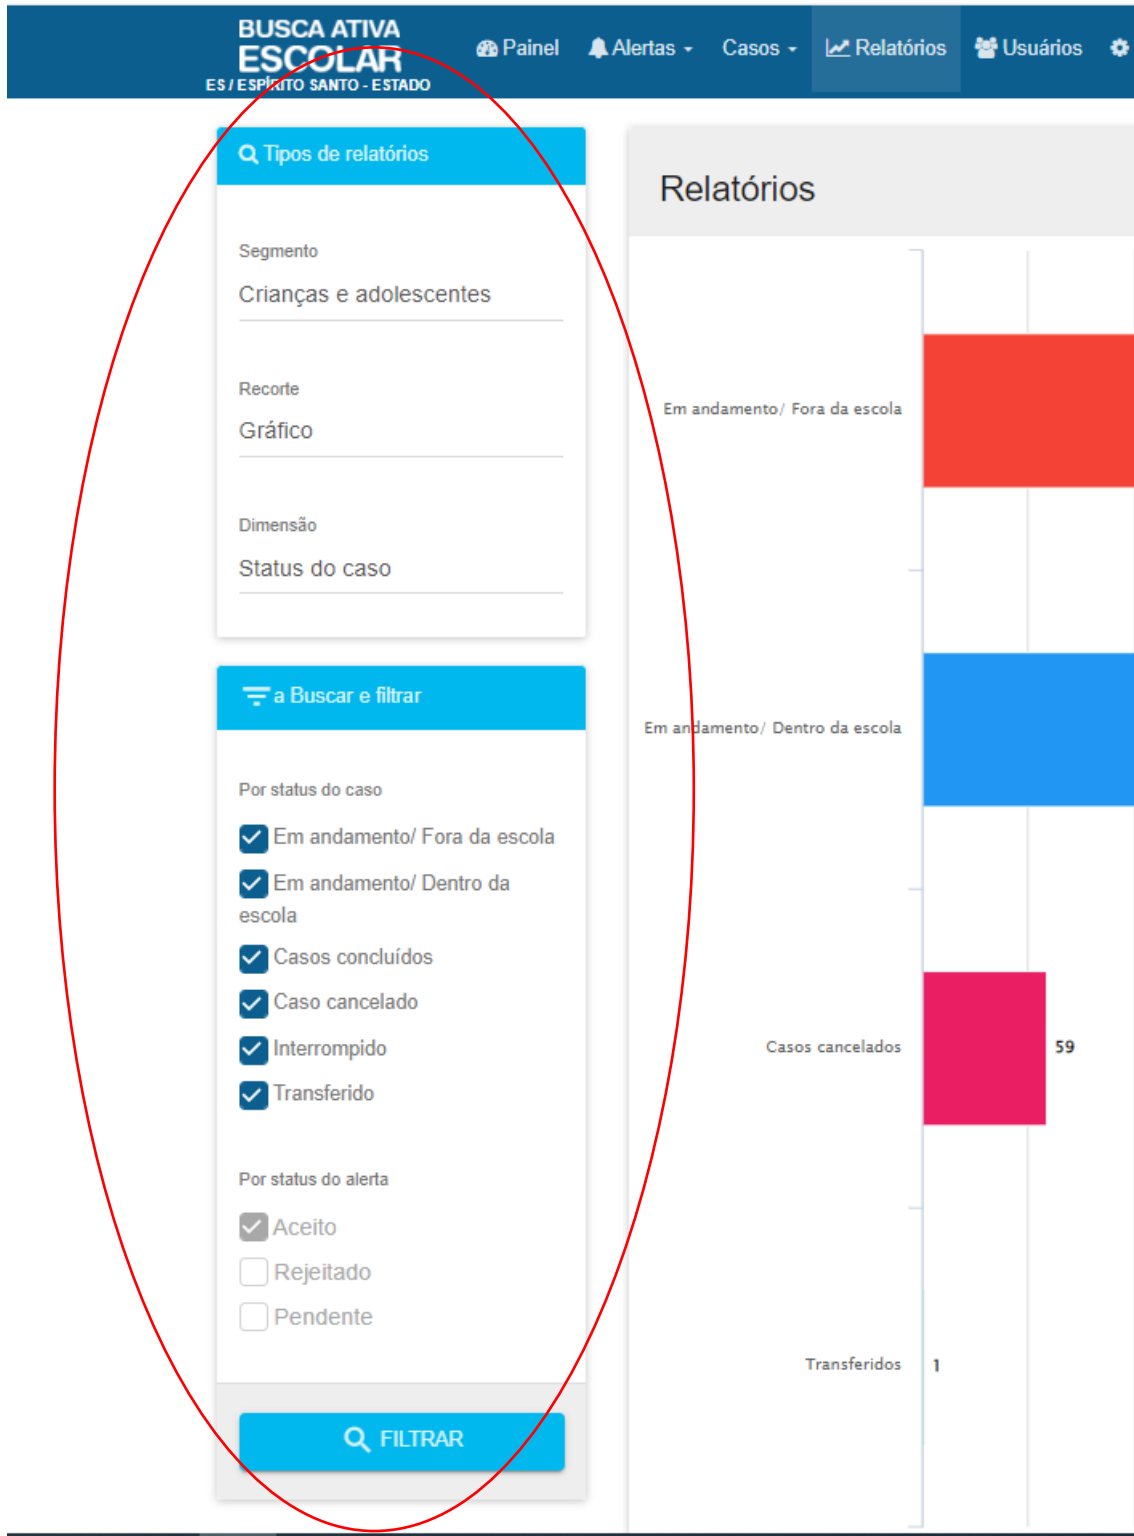 BUSCA ATIVA
ESCOLAR
ES / ESPÍRITO SANTO - ESTADO
Painel
Alertas
Casos
Relatórios
Usuários
Tipos de relatórios
Segmento
Crianças e adolescentes
Recorte
Gráfico
Dimensão
Status do caso
a Buscar e filtrar
Por status do caso
Em andamento/ Fora da escola
Em andamento/ Dentro da
escola
Casos concluídos
Caso cancelado
Interrompido
Transferido
Por status do alerta
Aceito
Rejeitado
Pendente
FILTRAR
Relatórios
Em andamento/ Fora da escola
Em andamento/ Dentro da escola
Casos cancelados
59
Transferidos
1